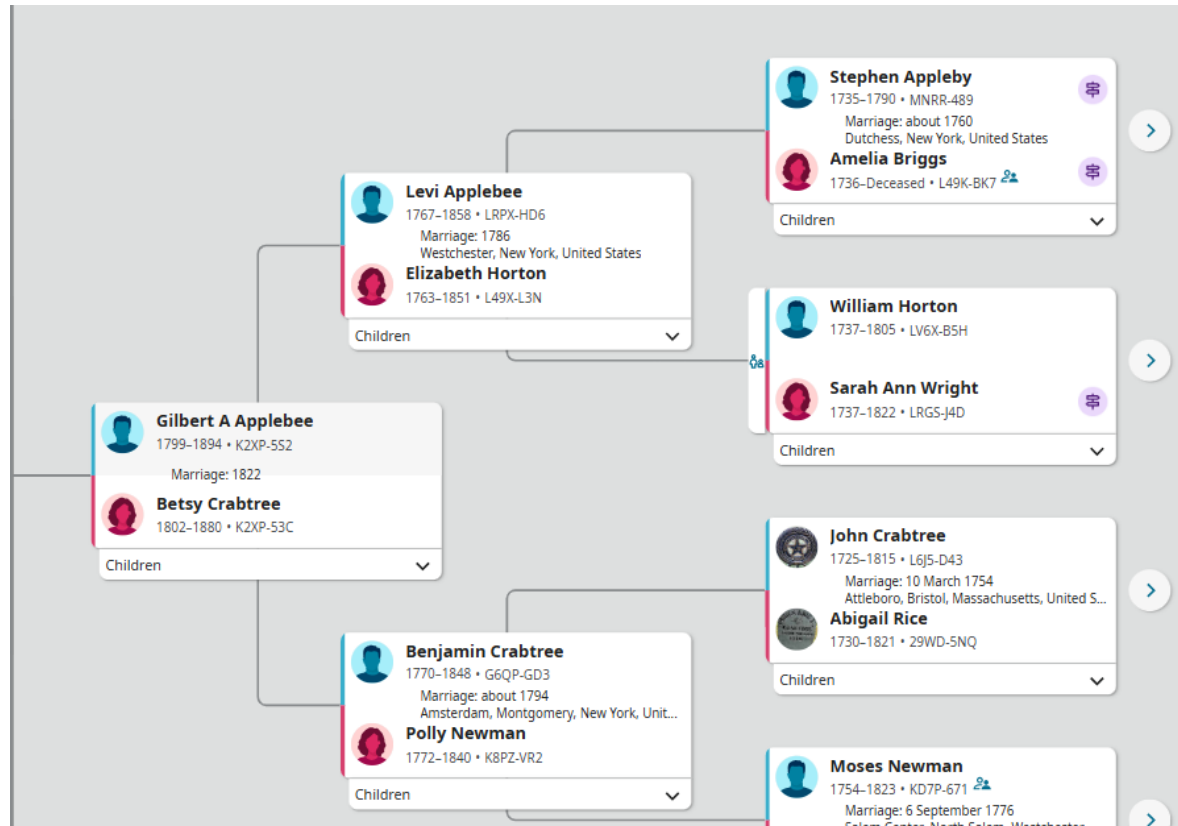 Stephen Appleby
1735–1790 • MNRR-489
Marriage: about 1760
Dutchess, New York, United States
Amelia Briggs
1736–Deceased • L49K-BK7
Children
Levi Applebee
1767–1858 • LRPX-HD6
Marriage: 1786
Westchester, New York, United States
Elizabeth Horton
1763–1851 • L49X-L3N
Children
William Horton
1737–1805 • LV6X-B5H
Sarah Ann Wright
1737–1822 • LRGS-J4D
Children
Gilbert A Applebee
1799–1894 • K2XP-5S2
Marriage: 1822
Betsy Crabtree
1802–1880 • K2XP-53C
Children
John Crabtree
1725–1815 • L6J5-D43
Marriage: 10 March 1754
Attleboro, Bristol, Massachusetts, United S...
Abigail Rice
1730–1821 • 29WD-5NQ
Children
Benjamin Crabtree
1770–1848 • G6QP-GD3
Marriage: about 1794
Amsterdam, Montgomery, New York, Unit...
Polly Newman
1772–1840 • K8PZ-VR2
Children
Moses Newman
1754–1823 • KD7P-671
Marriage: 6 September 1776
Salem Center, North Salem, Westchester